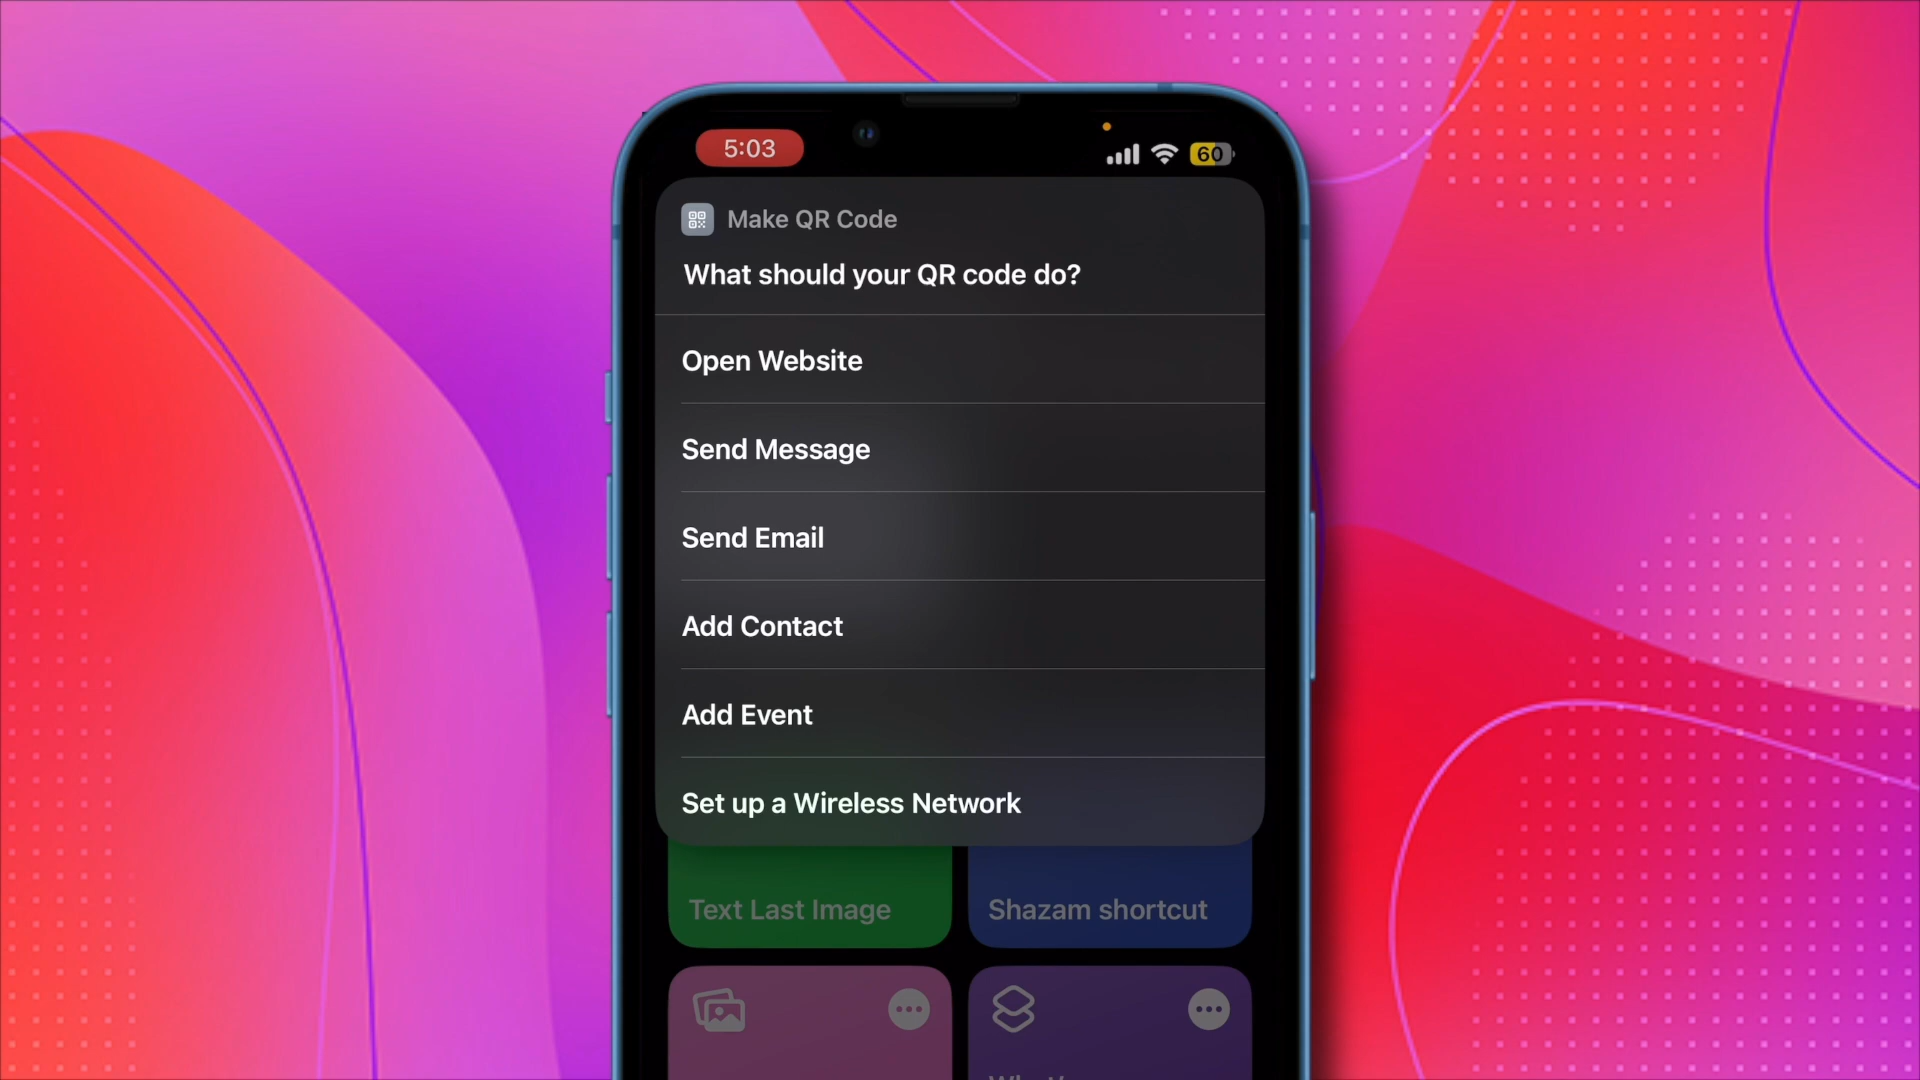 5:03
60
Make QR Code
What should your QR code do?
Open Website
Send Message
Send Email
Add Contact
Add Event
Set up a Wireless Network
Text Last Image
Shazam shortcut